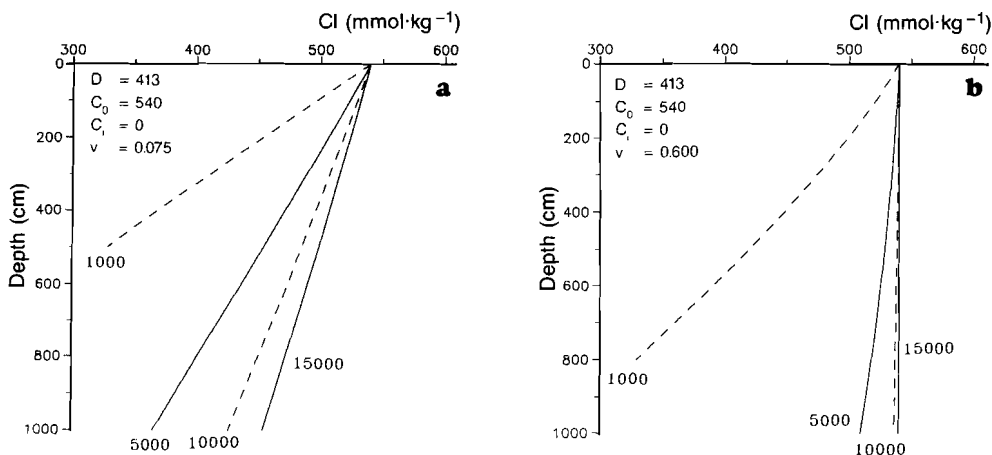 Cl (mmol·kg⁻¹)
300 400 500 600
0
200
400
600
800
1000
Depth (cm)
D = 413
C₀ = 540
Cᵢ = 0
v = 0.075
a
1000
15000
5000 10000
Cl (mmol·kg⁻¹)
300 400 500 600
0
200
400
600
800
1000
Depth (cm)
D = 413
C₀ = 540
Cᵢ = 0
v = 0.600
b
1000
15000
5000
10000